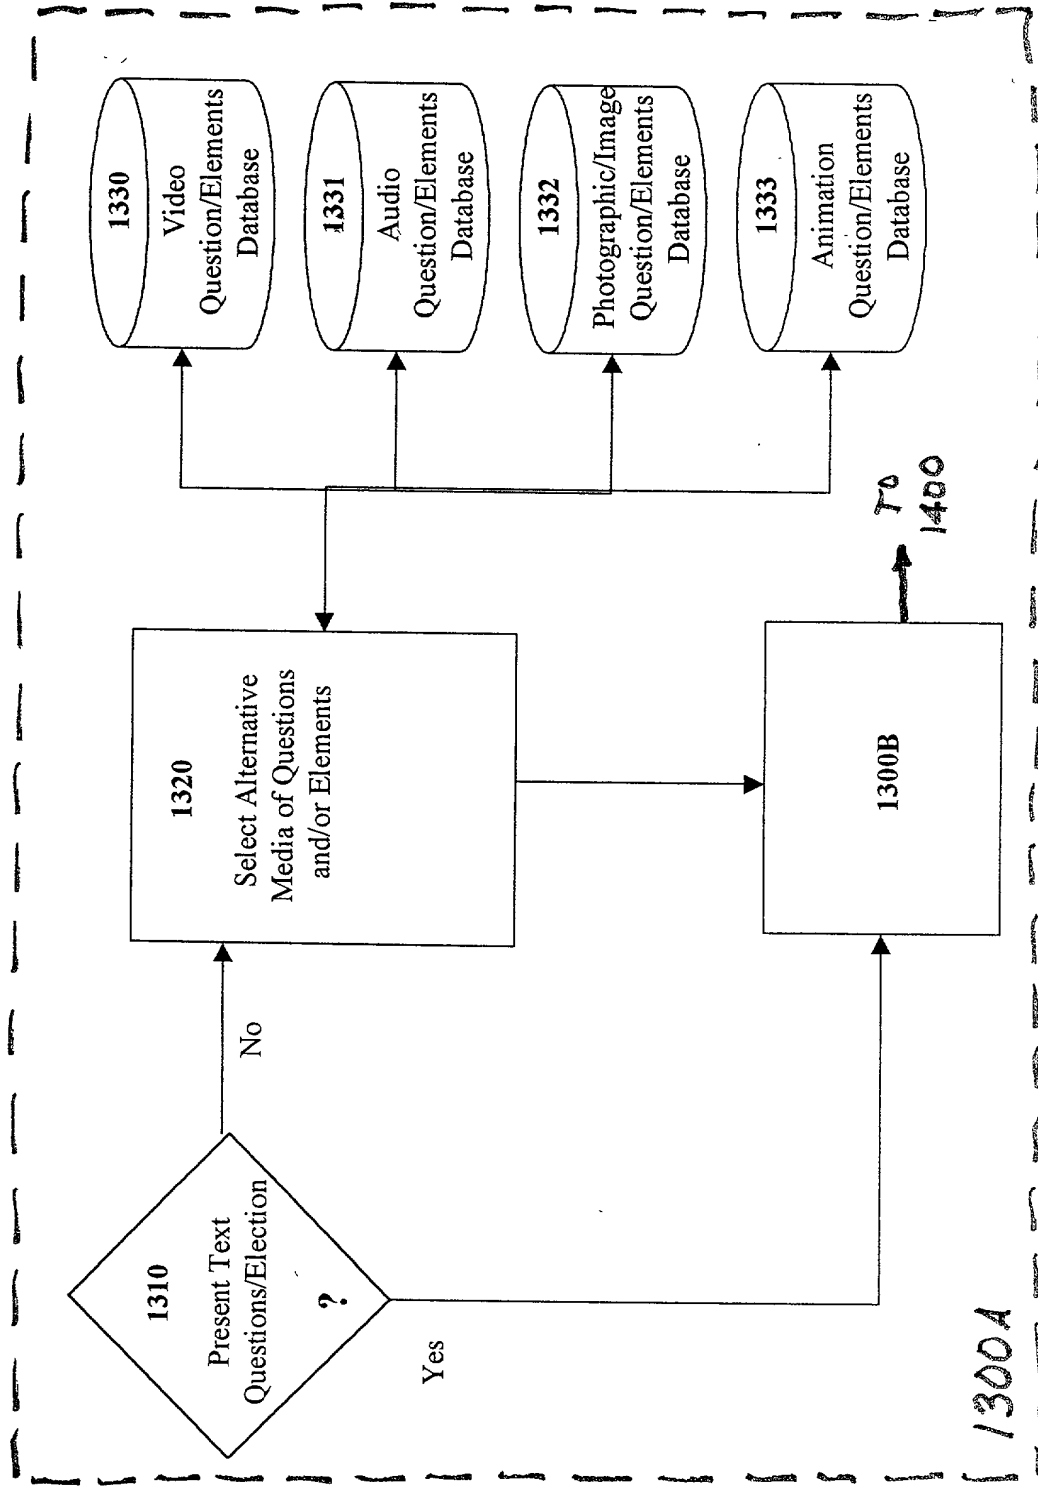 1310
Present Text
Questions/Election
?
No
Yes
1320
Select Alternative
Media of Questions
and/or Elements
1330
Video
Question/Elements
Database
1331
Audio
Question/Elements
Database
1332
Photographic/Image
Question/Elements
Database
1333
Animation
Question/Elements
Database
1300B
TO
1400
1300A